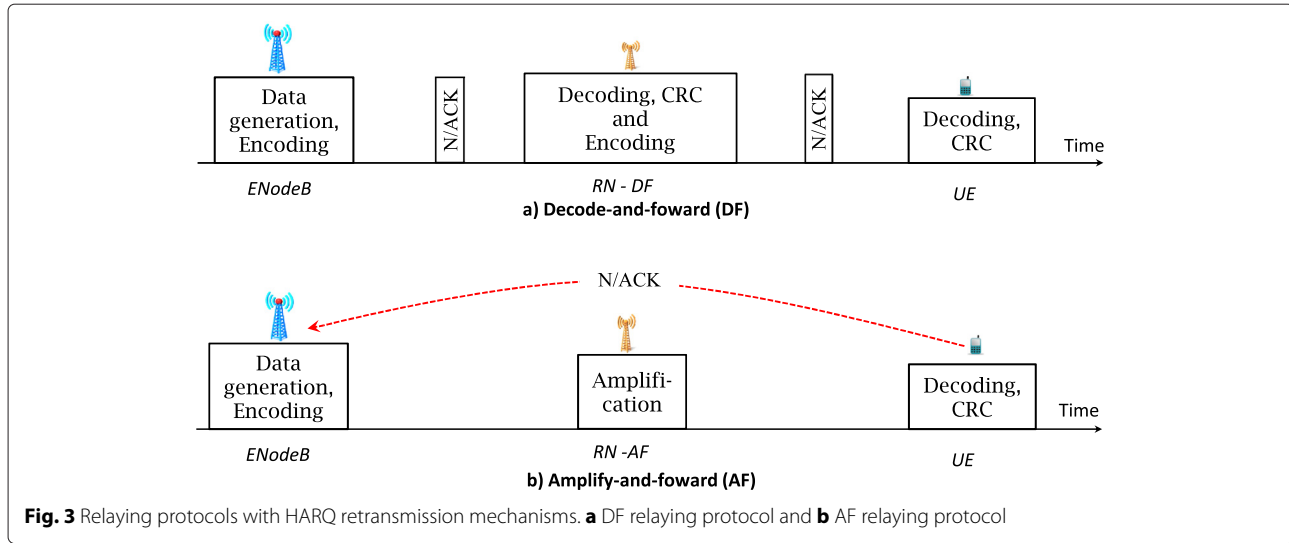 Data
generation,
Encoding
N/ACK
Decoding, CRC
and
Encoding
N/ACK
Decoding,
CRC
Time
ENodeB
RN - DF
UE
a) Decode-and-foward (DF)
N/ACK
Data
generation,
Encoding
Amplifi-
cation
Decoding,
CRC
Time
ENodeB
RN -AF
UE
b) Amplify-and-foward (AF)
Fig. 3 Relaying protocols with HARQ retransmission mechanisms. a DF relaying protocol and b AF relaying protocol